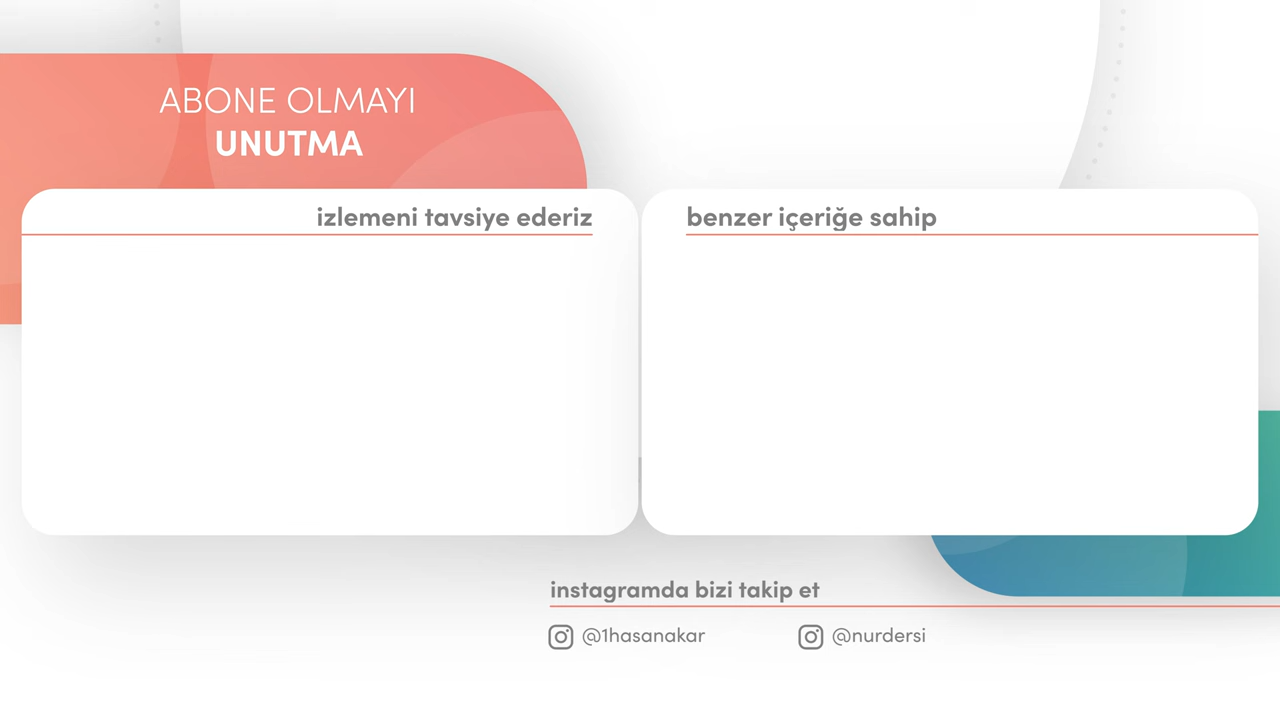 ABONE OLMAYI
UNUTMA
izlemeni tavsiye ederiz
benzer içeriğe sahip
instagramda bizi takip et
@1hasanakar
@nurdersi